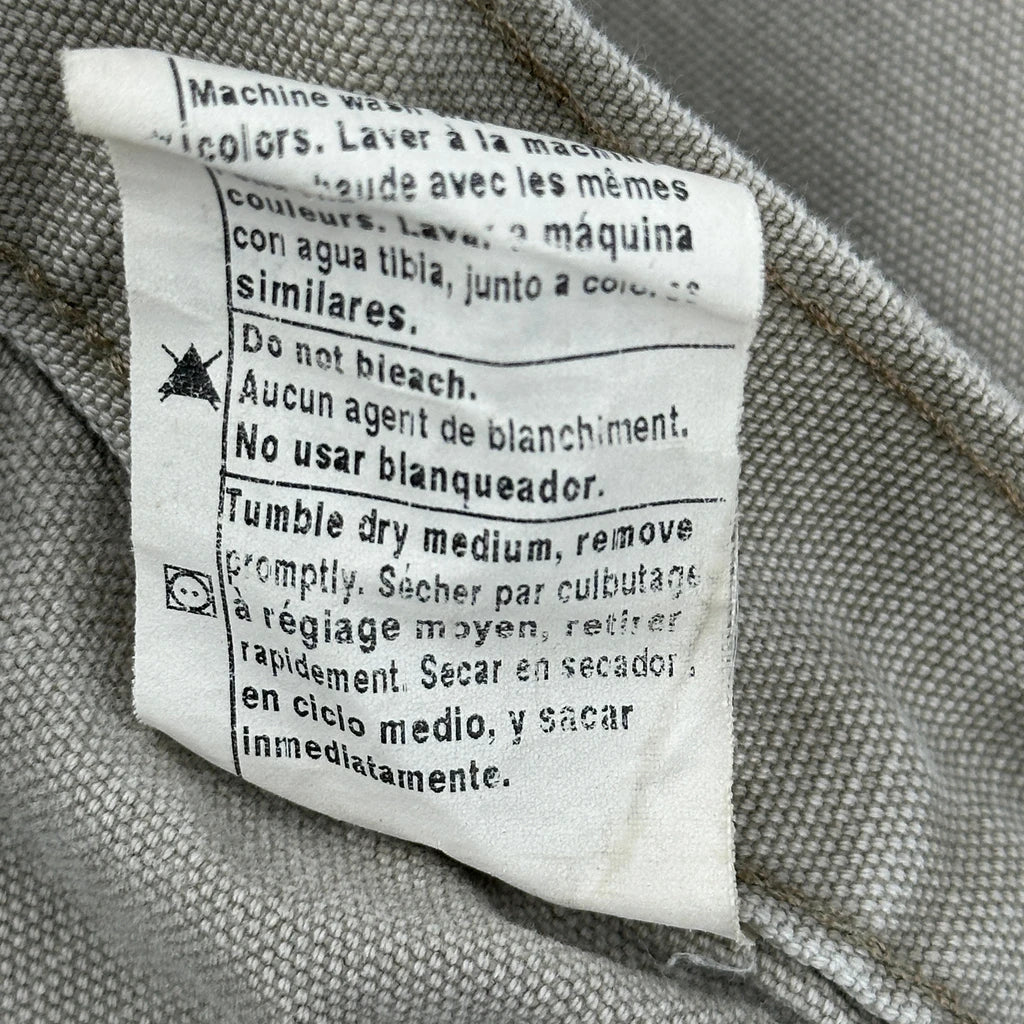 Machine wash
colors. Laver à la machine
chaude avec les mêmes
couleurs. Lavar a máquina
con agua tibia, junto a colores
similares.
Do not bleach.
Aucun agent de blanchiment.
No usar blanqueador.
Tumble dry medium, remove
promptly. Sécher par culbutage
à réglage moyen, retirer
rapidement. Secar en secador
en ciclo medio, y sacar
inmediatamente.